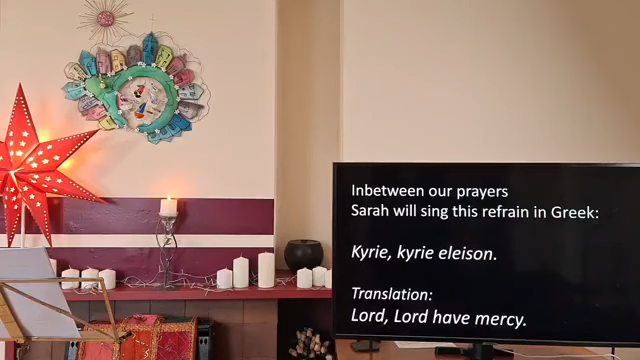 Inbetween our prayers
Sarah will sing this refrain in Greek:
Kyrie, kyrie eleison.
Translation:
Lord, Lord have mercy.